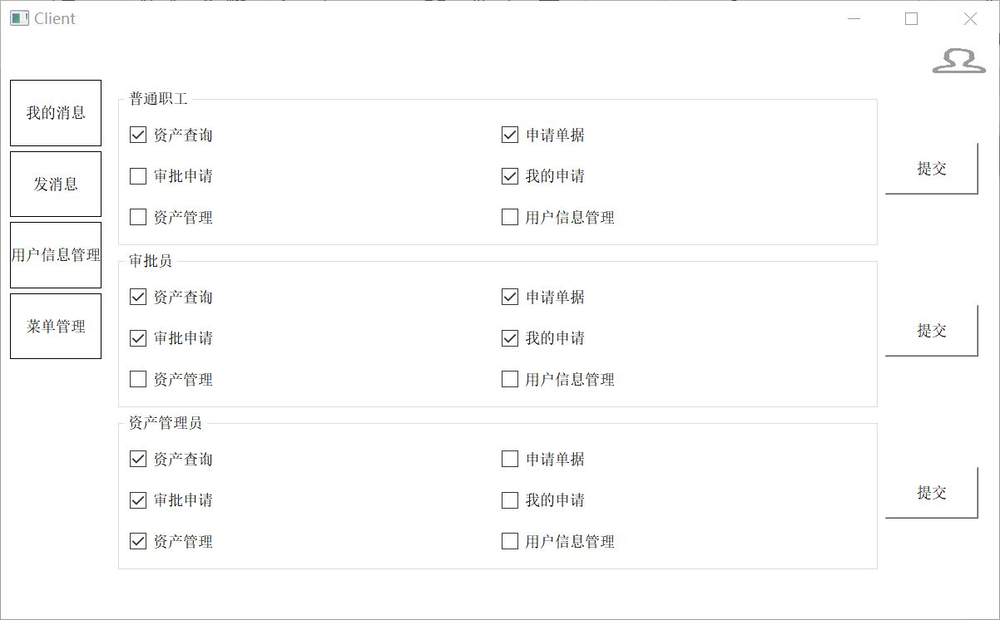 Client
我的消息
发消息
用户信息管理
菜单管理
普通职工
资产查询 申请单据
审批申请 我的申请
资产管理 用户信息管理
提交
审批员
资产查询 申请单据
审批申请 我的申请
资产管理 用户信息管理
提交
资产管理员
资产查询 申请单据
审批申请 我的申请
资产管理 用户信息管理
提交